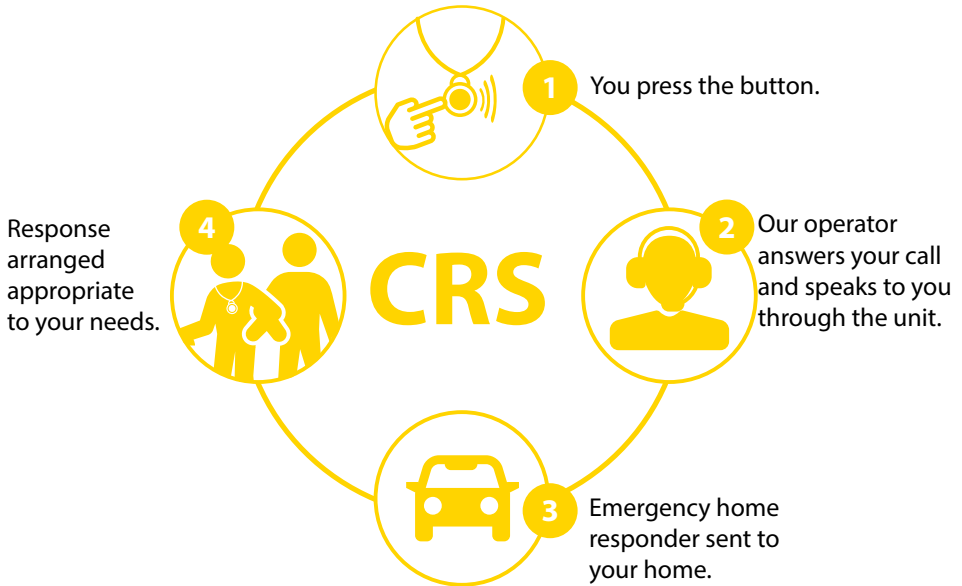 1
You press the button.
2
Our operator
answers your call
and speaks to you
through the unit.
CRS
4
Response
arranged
appropriate
to your needs.
3
Emergency home
responder sent to
your home.